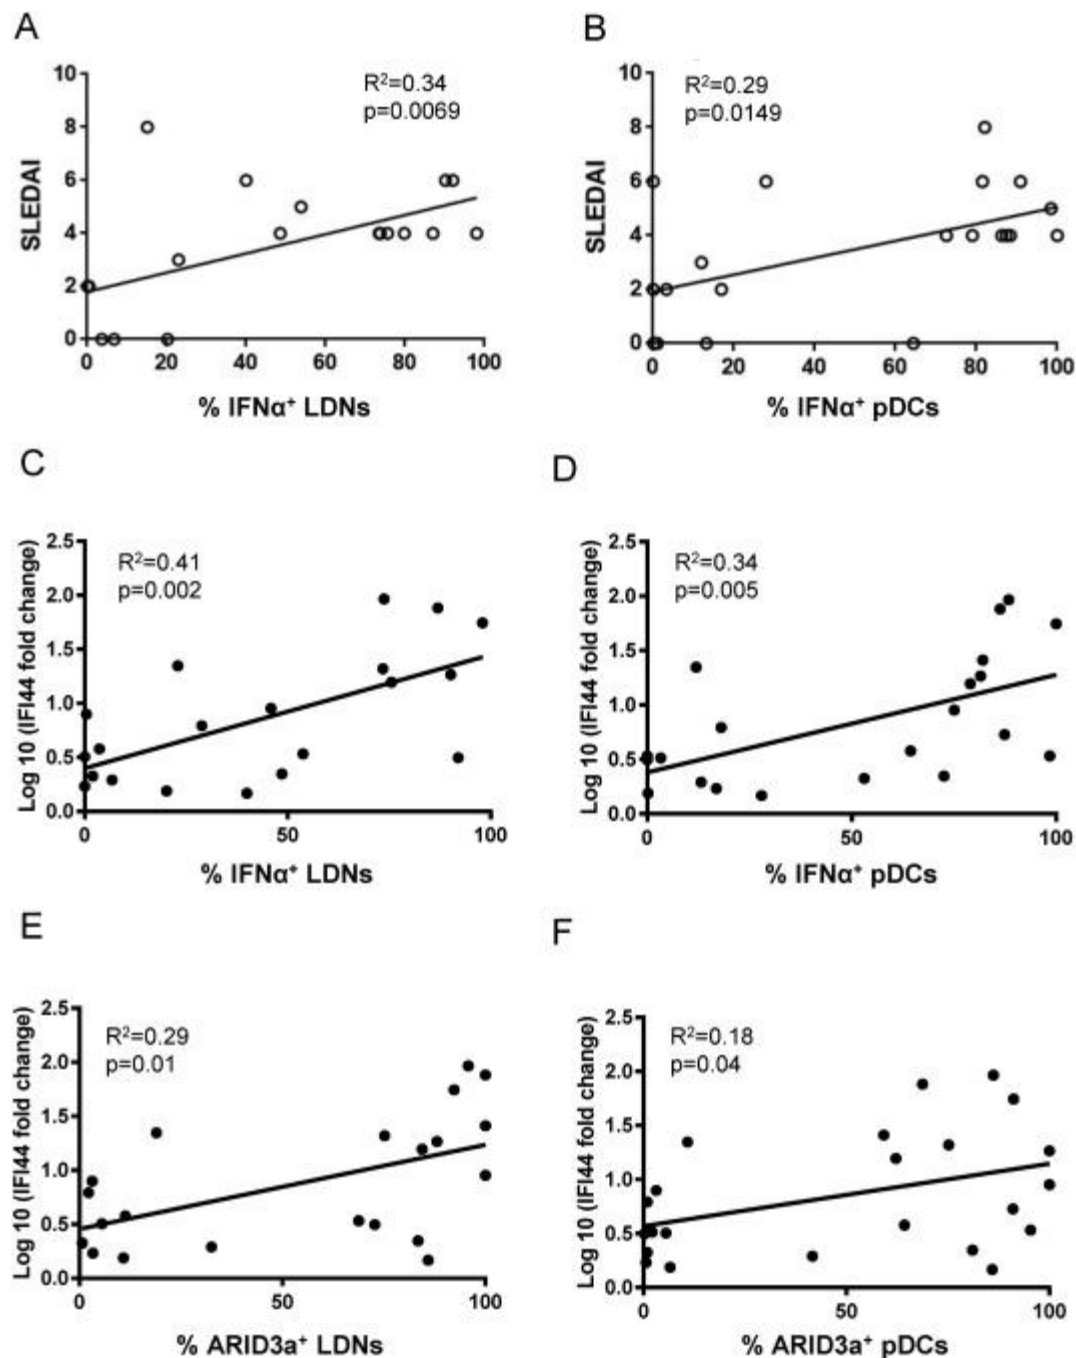 A
B
10
8
6
4
2
0
SLEDAI
R²=0.34
p=0.0069
0 20 40 60 80 100
% IFNα⁺ LDNs
10
8
6
4
2
0
SLEDAI
R²=0.29
p=0.0149
0 20 40 60 80 100
% IFNα⁺ pDCs
C
D
2.5
2.0
1.5
1.0
0.5
0.0
Log 10 (IFI44 fold change)
R²=0.41
p=0.002
0 50 100
% IFNα⁺ LDNs
2.5
2.0
1.5
1.0
0.5
0.0
Log 10 (IFI44 fold change)
R²=0.34
p=0.005
0 50 100
% IFNα⁺ pDCs
E
F
2.5
2.0
1.5
1.0
0.5
0.0
Log 10 (IFI44 fold change)
R²=0.29
p=0.01
0 50 100
% ARID3a⁺ LDNs
2.5
2.0
1.5
1.0
0.5
0.0
Log 10 (IFI44 fold change)
R²=0.18
p=0.04
0 50 100
% ARID3a⁺ pDCs